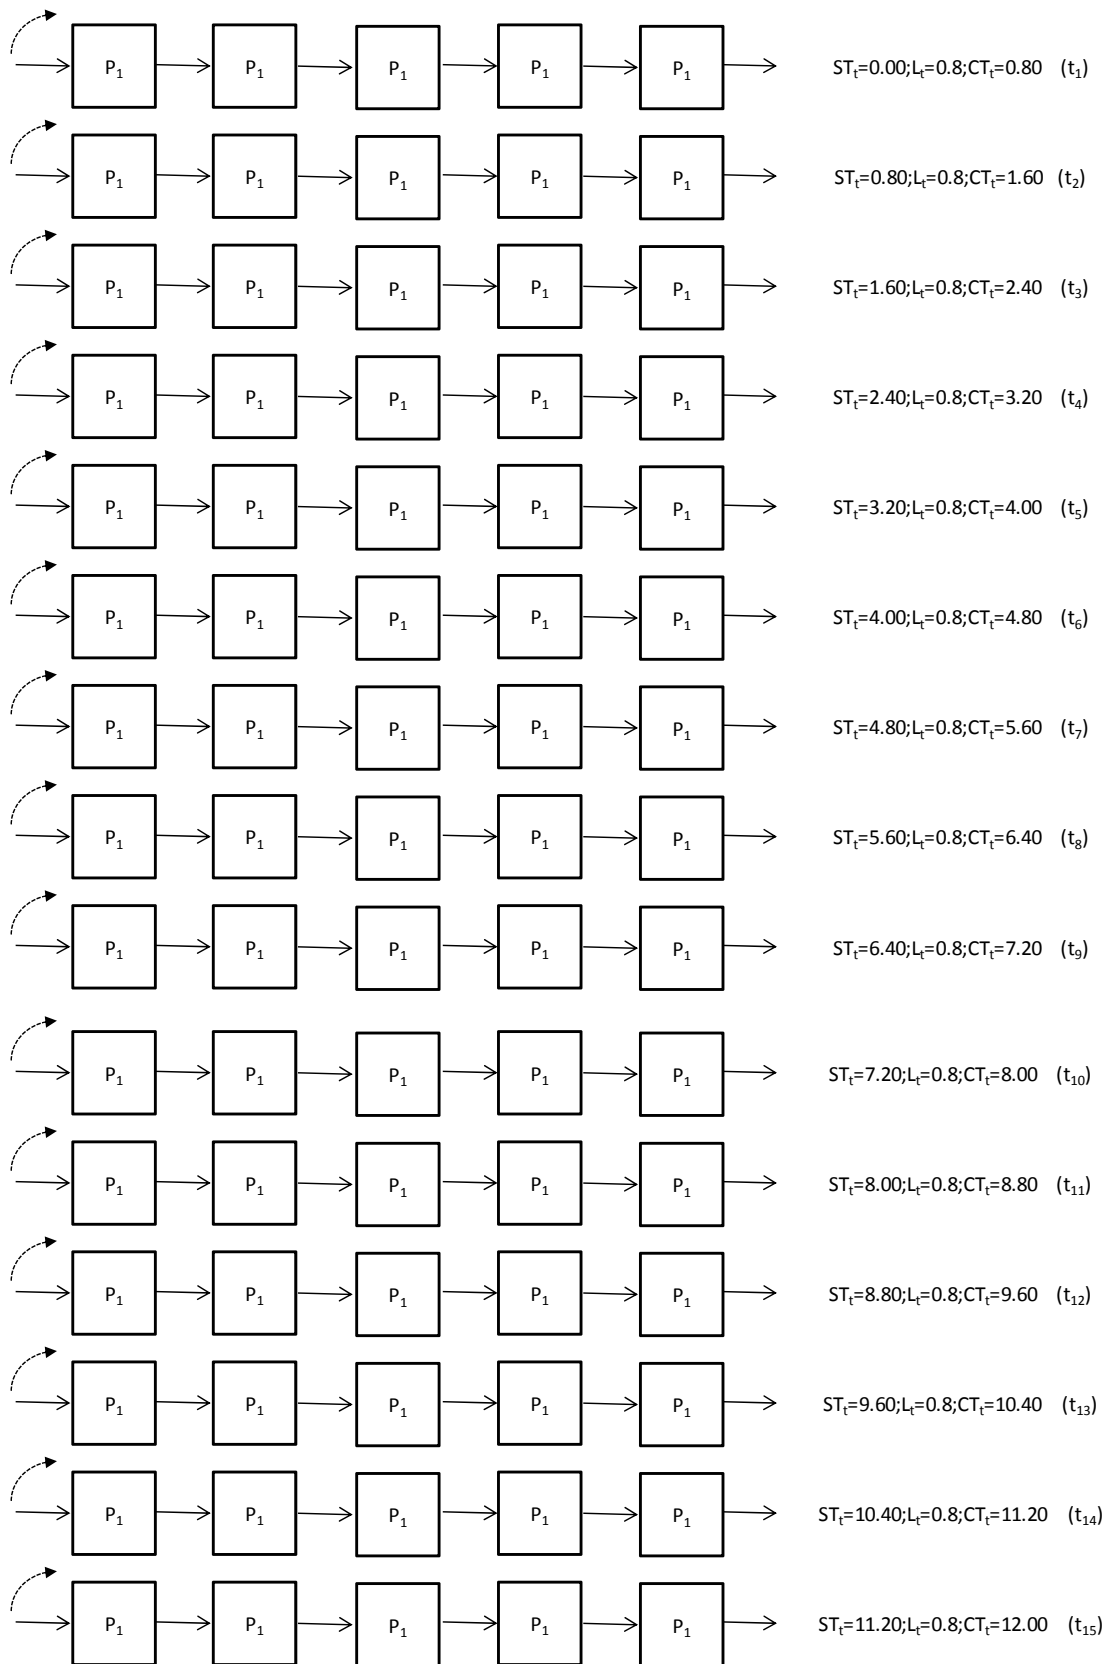 P₁ P₁ P₁ P₁ P₁ STₜ=0.00;Lₜ=0.8;CTₜ=0.80 (t₁)
P₁ P₁ P₁ P₁ P₁ STₜ=0.80;Lₜ=0.8;CTₜ=1.60 (t₂)
P₁ P₁ P₁ P₁ P₁ STₜ=1.60;Lₜ=0.8;CTₜ=2.40 (t₃)
P₁ P₁ P₁ P₁ P₁ STₜ=2.40;Lₜ=0.8;CTₜ=3.20 (t₄)
P₁ P₁ P₁ P₁ P₁ STₜ=3.20;Lₜ=0.8;CTₜ=4.00 (t₅)
P₁ P₁ P₁ P₁ P₁ STₜ=4.00;Lₜ=0.8;CTₜ=4.80 (t₆)
P₁ P₁ P₁ P₁ P₁ STₜ=4.80;Lₜ=0.8;CTₜ=5.60 (t₇)
P₁ P₁ P₁ P₁ P₁ STₜ=5.60;Lₜ=0.8;CTₜ=6.40 (t₈)
P₁ P₁ P₁ P₁ P₁ STₜ=6.40;Lₜ=0.8;CTₜ=7.20 (t₉)
P₁ P₁ P₁ P₁ P₁ STₜ=7.20;Lₜ=0.8;CTₜ=8.00 (t₁₀)
P₁ P₁ P₁ P₁ P₁ STₜ=8.00;Lₜ=0.8;CTₜ=8.80 (t₁₁)
P₁ P₁ P₁ P₁ P₁ STₜ=8.80;Lₜ=0.8;CTₜ=9.60 (t₁₂)
P₁ P₁ P₁ P₁ P₁ STₜ=9.60;Lₜ=0.8;CTₜ=10.40 (t₁₃)
P₁ P₁ P₁ P₁ P₁ STₜ=10.40;Lₜ=0.8;CTₜ=11.20 (t₁₄)
P₁ P₁ P₁ P₁ P₁ STₜ=11.20;Lₜ=0.8;CTₜ=12.00 (t₁₅)